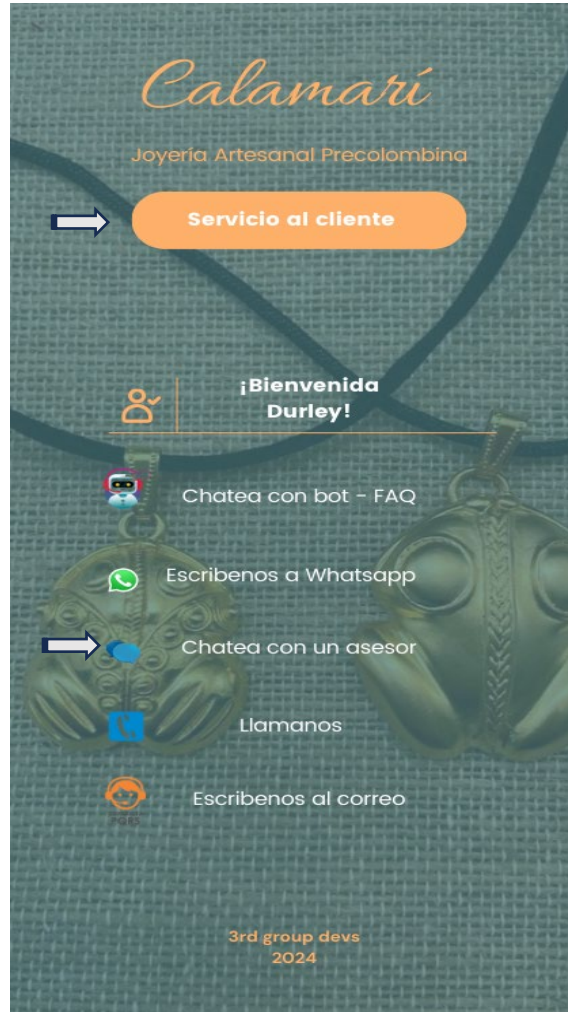 Calamarí
Joyería Artesanal Precolombina
Servicio al cliente
¡Bienvenida
Durley!
Chatea con bot - FAQ
Escribenos a Whatsapp
Chatea con un asesor
Llamanos
Escribenos al correo
PQRS
3rd group devs
2024